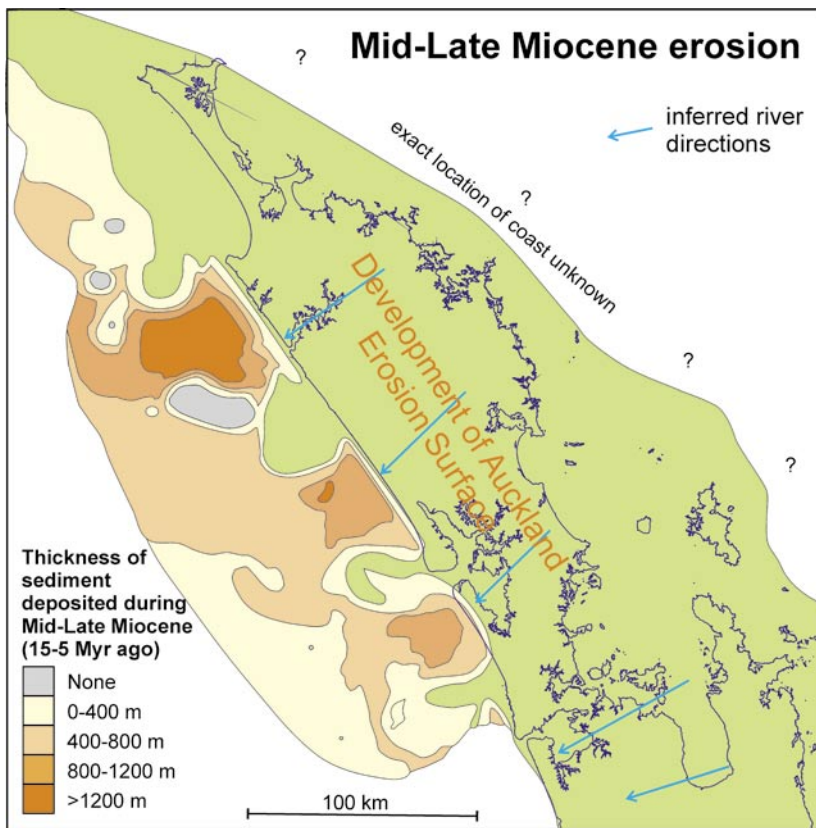 Mid-Late Miocene erosion
?
inferred river
directions
exact location of coast unknown
?
?
?
Development of Auckland
Erosion Surface
Thickness of
sediment
deposited during
Mid-Late Miocene
(15-5 Myr ago)
None
0-400 m
400-800 m
800-1200 m
>1200 m
100 km